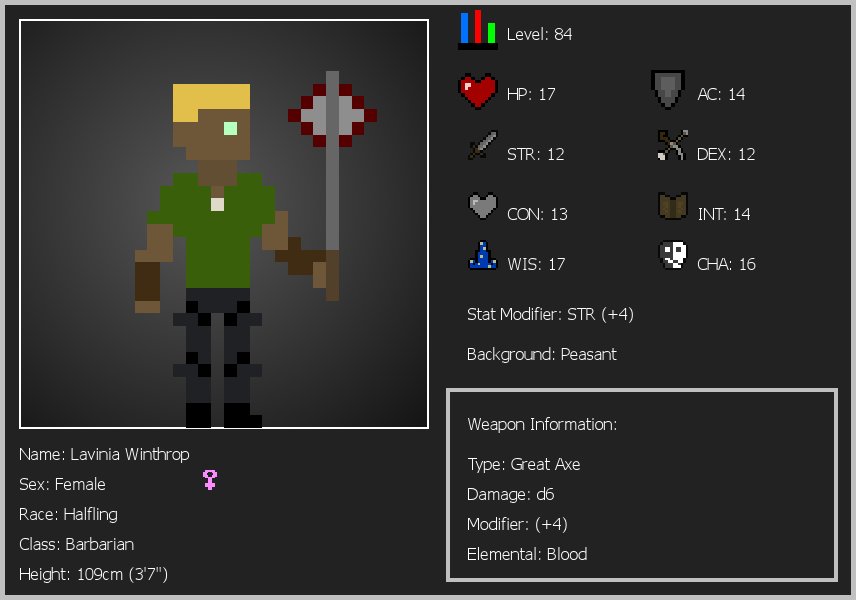 Level: 84
HP: 17
AC: 14
STR: 12
DEX: 12
CON: 13
INT: 14
WIS: 17
CHA: 16
Stat Modifier: STR (+4)
Background: Peasant
Weapon Information:
Type: Great Axe
Damage: d6
Modifier: (+4)
Elemental: Blood
Name: Lavinia Winthrop
Sex: Female
Race: Halfling
Class: Barbarian
Height: 109cm (3'7")